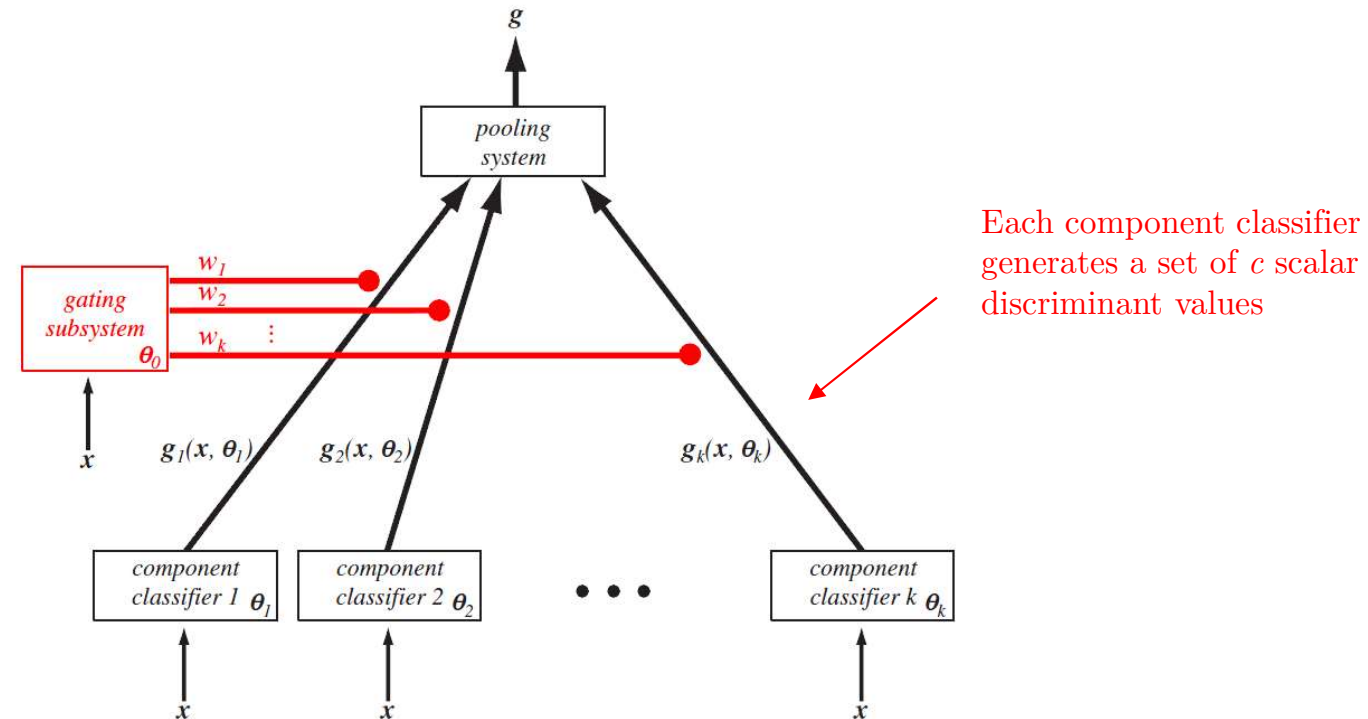 g
pooling
system
Each component classifier
generates a set of c scalar
discriminant values
gating
subsystem
θ₀
w₁
w₂
⋮
wₖ
x
g₁(x, θ₁)
g₂(x, θ₂)
gₖ(x, θₖ)
component
classifier 1 θ₁
component
classifier 2 θ₂
• • •
component
classifier k θₖ
x
x
x